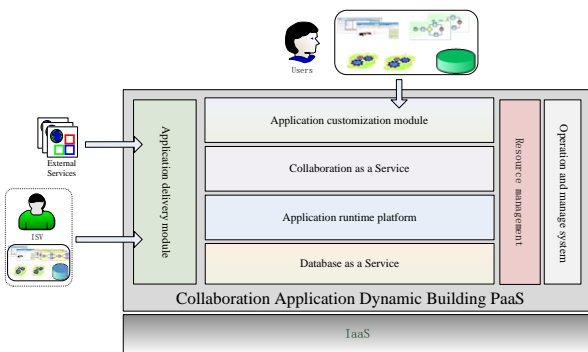 Users
External
Services
ISV
Application delivery module
Application customization module
Collaboration as a Service
Application runtime platform
Database as a Service
Resource management
Operation and manage system
Collaboration Application Dynamic Building PaaS
IaaS